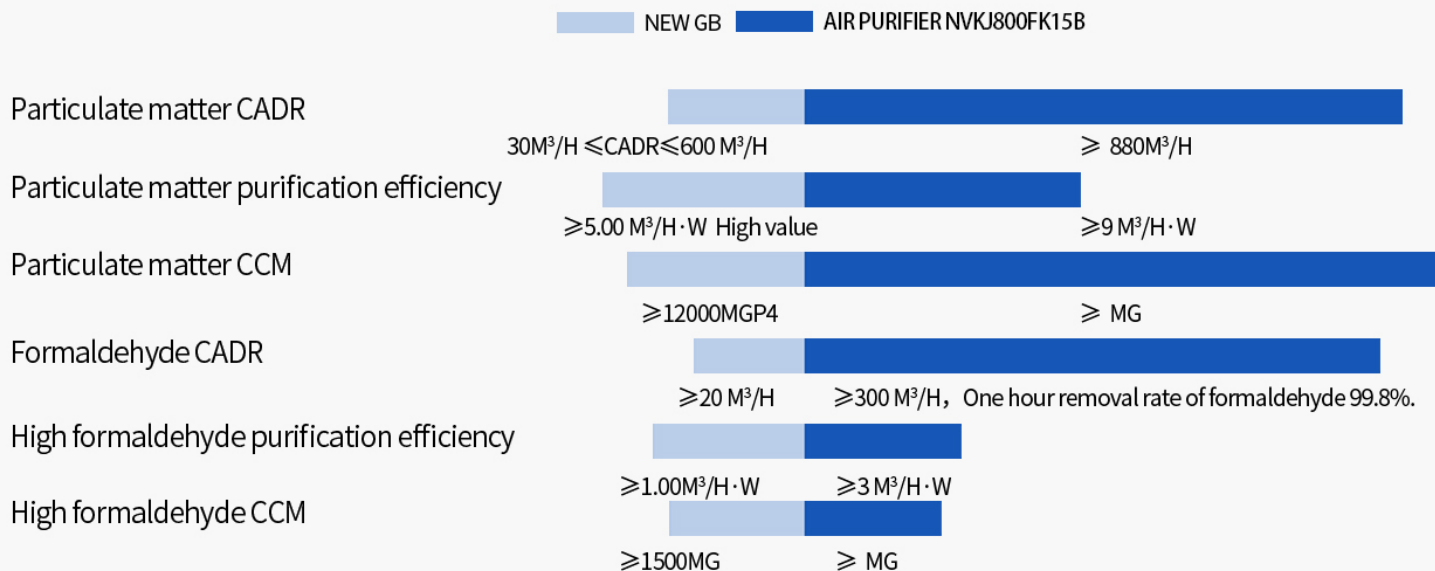 NEW GB AIR PURIFIER NVKJ800FK15B
Particulate matter CADR
30M³/H ≤CADR≤600 M³/H ≥ 880M³/H
Particulate matter purification efficiency
≥5.00 M³/H·W High value ≥9 M³/H·W
Particulate matter CCM
≥12000MGP4 ≥ MG
Formaldehyde CADR
≥20 M³/H ≥300 M³/H，One hour removal rate of formaldehyde 99.8%.
High formaldehyde purification efficiency
≥1.00M³/H·W ≥3 M³/H·W
High formaldehyde CCM
≥1500MG ≥ MG